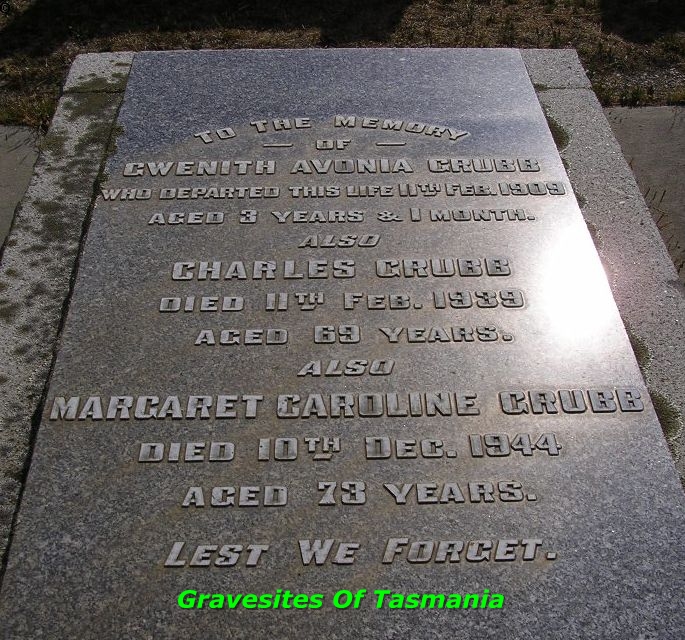 ©
TO THE MEMORY
— OF —
GWENITH AVONIA GRUBB
WHO DEPARTED THIS LIFE 11TH FEB. 1909
AGED 3 YEARS & 1 MONTH.
ALSO
CHARLES GRUBB
DIED 11TH FEB. 1939
AGED 69 YEARS.
ALSO
MARGARET CAROLINE GRUBB
DIED 10TH DEC. 1944
AGED 73 YEARS.
LEST WE FORGET.
Gravesites Of Tasmania